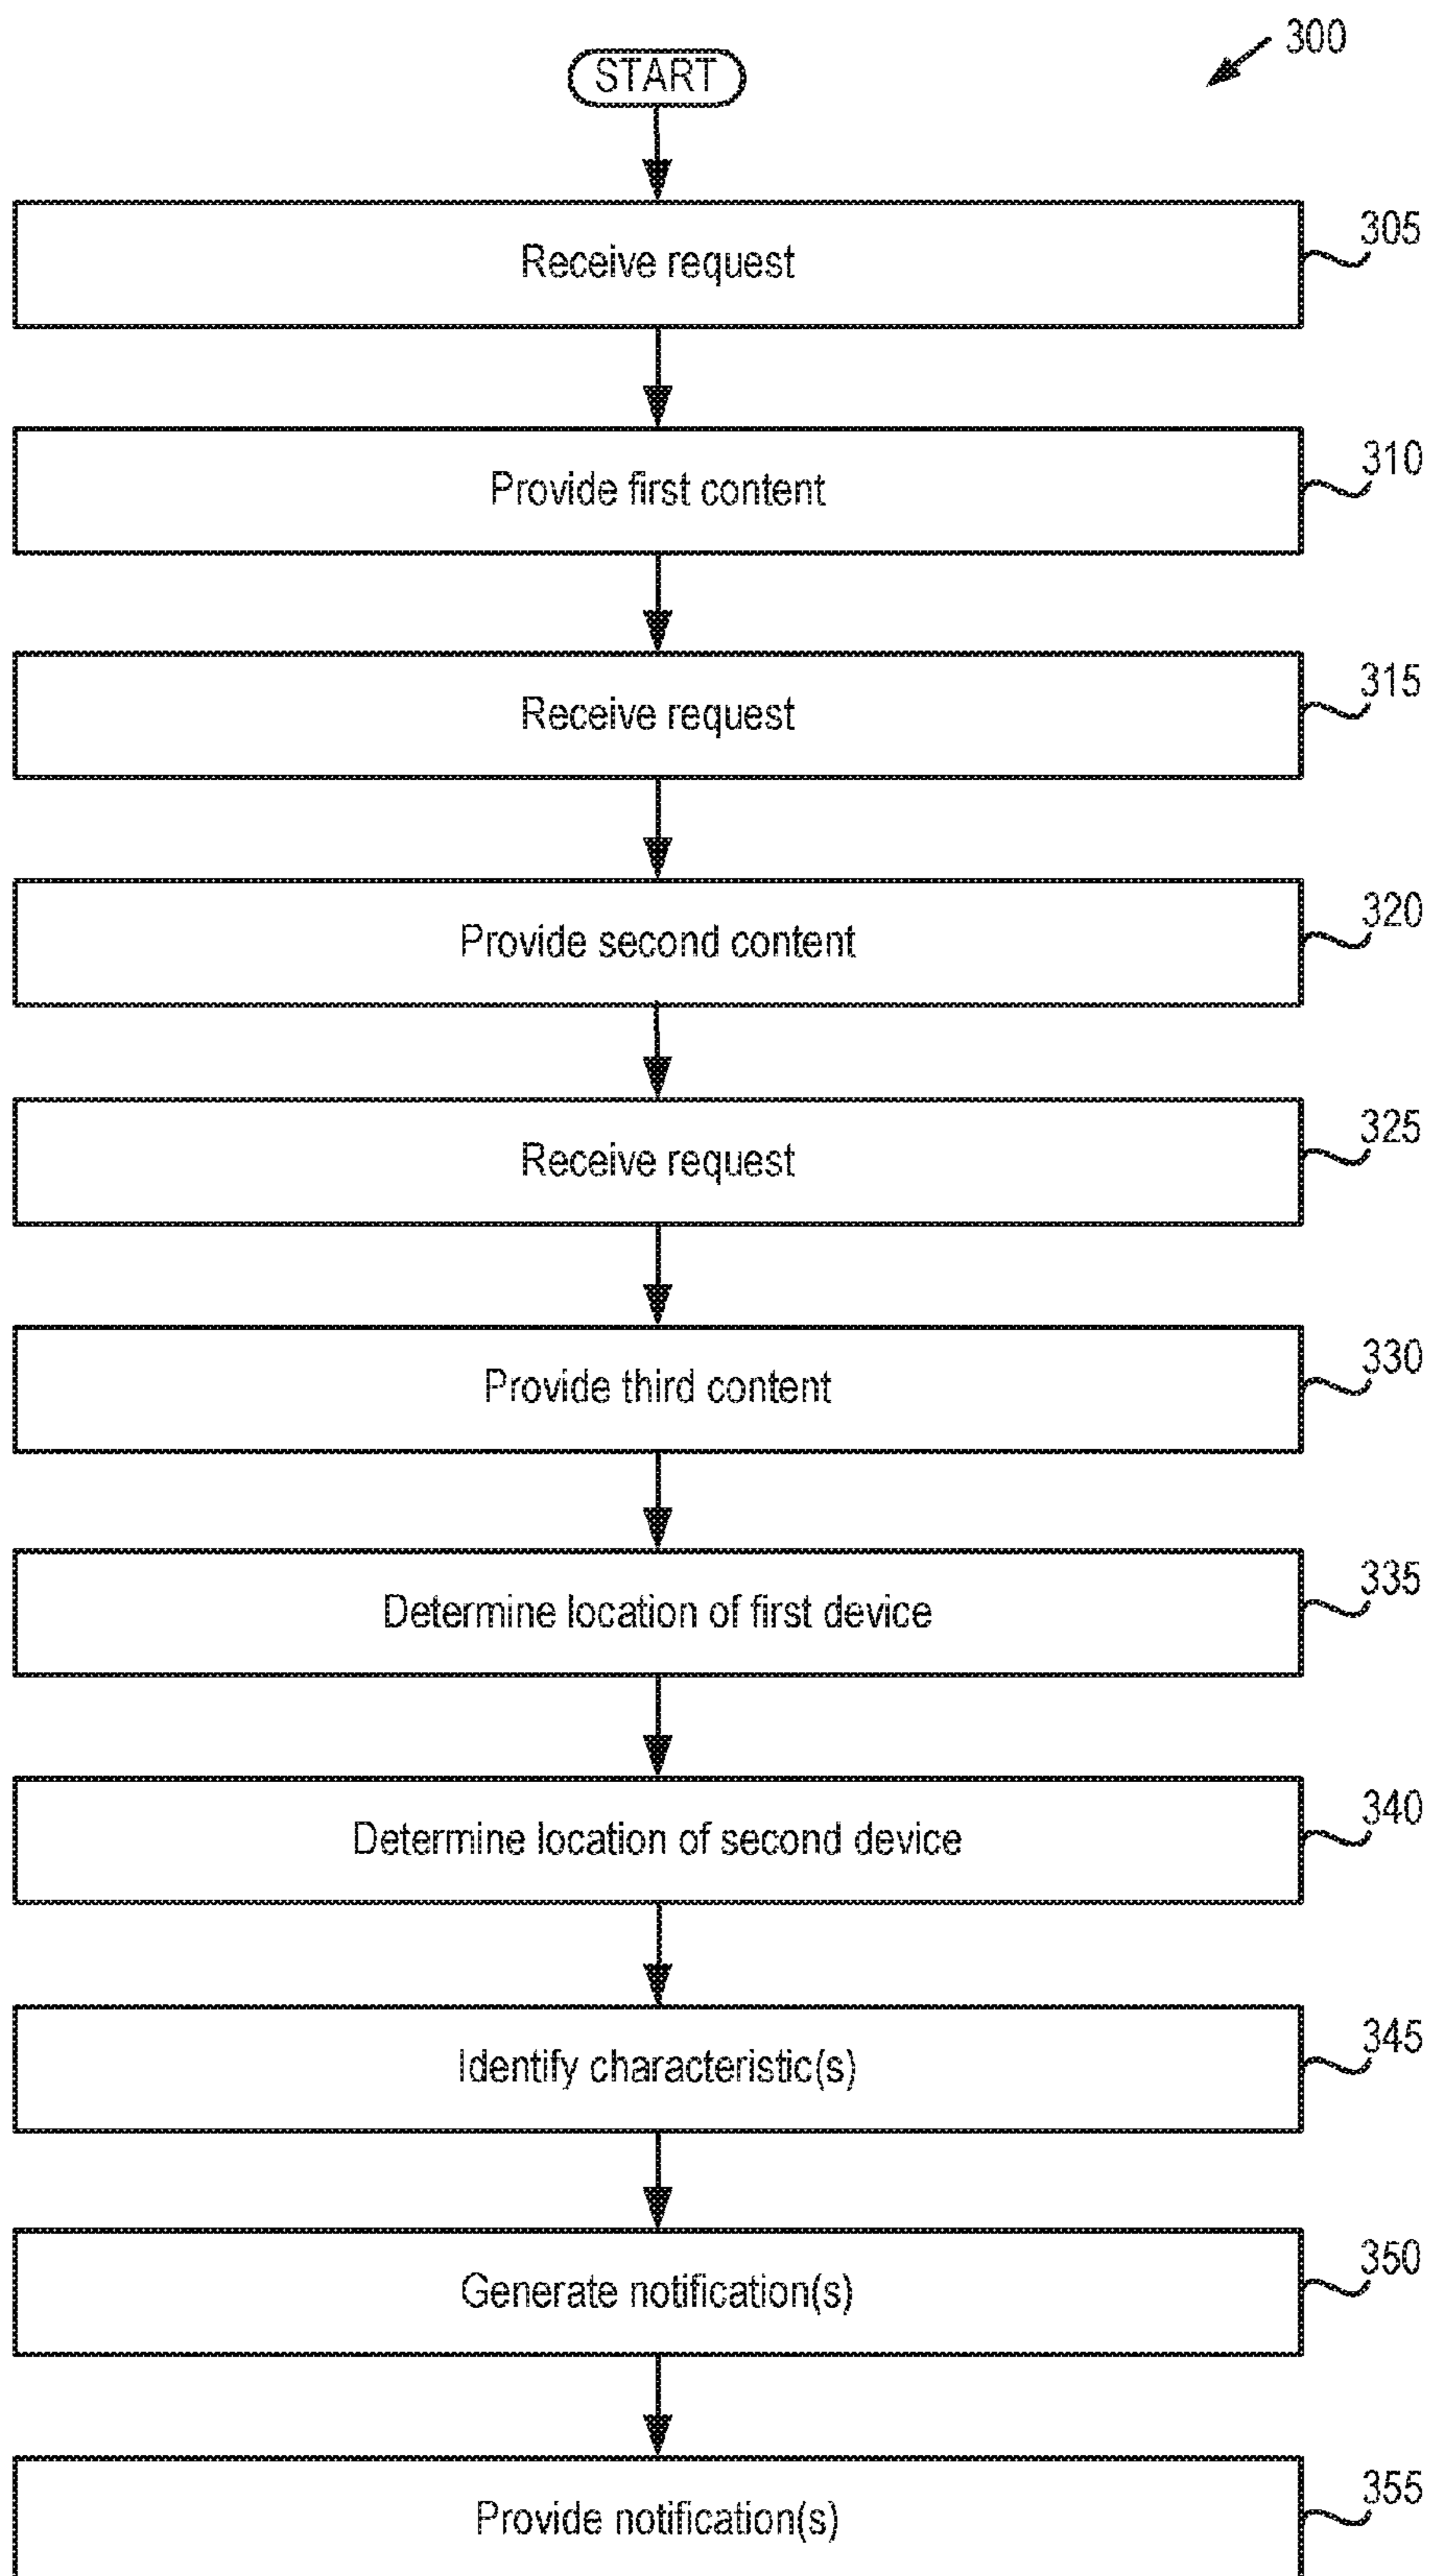 300
START
Receive request
305
Provide first content
310
Receive request
315
Provide second content
320
Receive request
325
Provide third content
330
Determine location of first device
335
Determine location of second device
340
Identify characteristic(s)
345
Generate notification(s)
350
Provide notification(s)
355